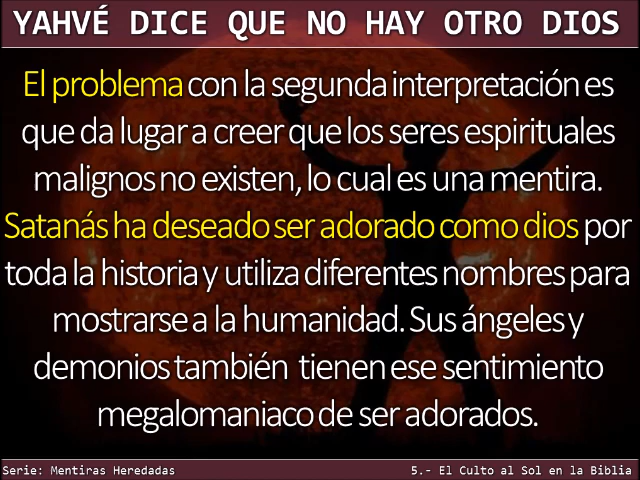 YAHVÉ DICE QUE NO HAY OTRO DIOS
El problema con la segunda interpretación es
que da lugar a creer que los seres espirituales
malignos no existen, lo cual es una mentira.
Satanás ha deseado ser adorado como dios por
toda la historia y utiliza diferentes nombres para
mostrarse a la humanidad. Sus ángeles y
demonios también tienen ese sentimiento
megalomaniaco de ser adorados.
Serie: Mentiras Heredadas
5.- El Culto al Sol en la Biblia